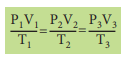 P₁V₁/T₁ = P₂V₂/T₂ = P₃V₃/T₃